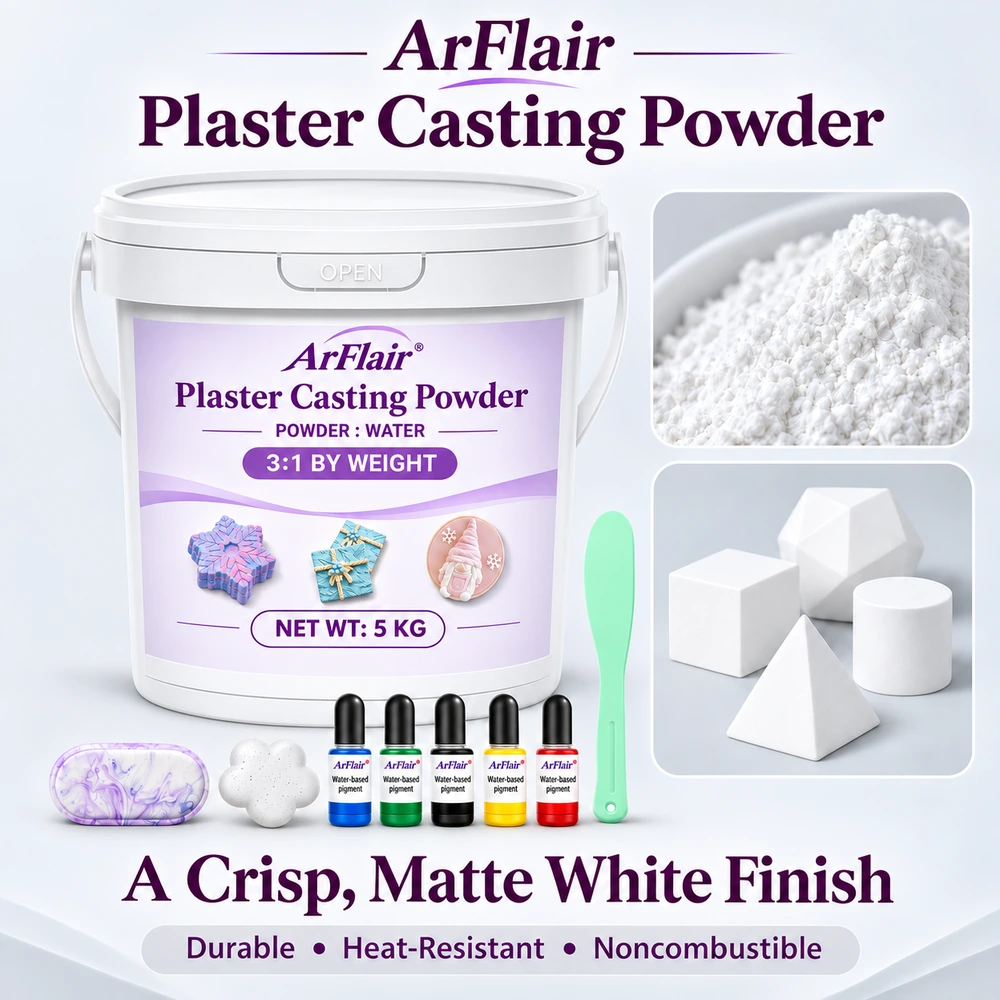 ArFlair
Plaster Casting Powder
OPEN
ArFlair®
Plaster Casting Powder
POWDER : WATER
3:1 BY WEIGHT
NET WT: 5 KG
ArFlair®
Water-based
pigment
ArFlair®
Water-based
pigment
ArFlair®
Water-based
pigment
ArFlair®
Water-based
pigment
ArFlair®
Water-based
pigment
A Crisp, Matte White Finish
Durable • Heat-Resistant • Noncombustible